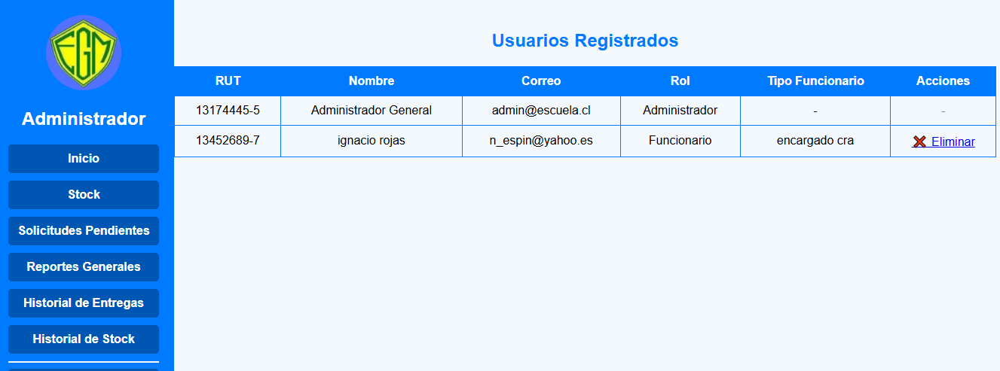 EGM
Administrador
Inicio
Stock
Solicitudes Pendientes
Reportes Generales
Historial de Entregas
Historial de Stock
Usuarios Registrados
RUT Nombre Correo Rol Tipo Funcionario Acciones
13174445-5 Administrador General admin@escuela.cl Administrador - -
13452689-7 ignacio rojas n_espin@yahoo.es Funcionario encargado cra ❌ Eliminar